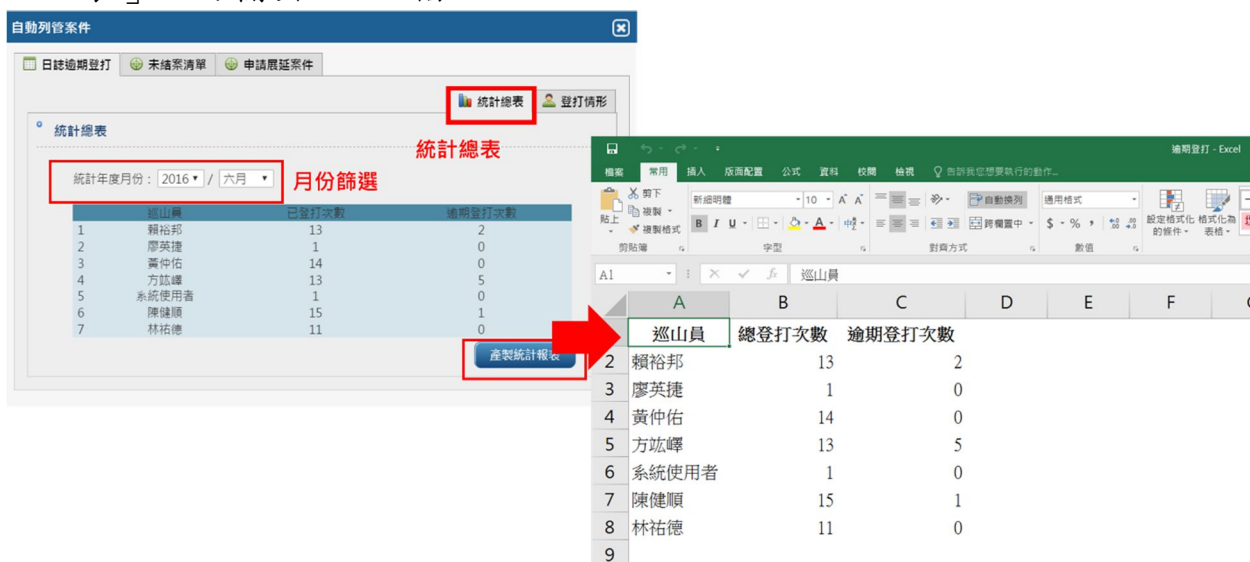 自動列管案件
日誌逾期登打 未結案清單 申請展延案件
統計總表 登打情形
統計總表
統計總表
統計年度月份: 2016 / 六月
月份篩選
巡山員 已登打次數 逾期登打次數
1 賴裕邦 13 2
2 廖英捷 1 0
3 黃仲佑 14 0
4 方竑嶧 13 5
5 系統使用者 1 0
6 陳健順 15 1
7 林祐德 11 0
產製統計報表
逾期登打 - Excel
檔案 常用 插入 版面配置 公式 資料 校閱 檢視 告訴我您想要執行的動作...
貼上 剪下 複製 複製格式
新細明體 10
B I U
自動換列
跨欄置中
通用格式
$ % ,
設定格式化的條件 格式化為表格
剪貼簿 字型 對齊方式 數值
A1 fx 巡山員
A B C D E F
巡山員 總登打次數 逾期登打次數
2 賴裕邦 13 2
3 廖英捷 1 0
4 黃仲佑 14 0
5 方竑嶧 13 5
6 系統使用者 1 0
7 陳健順 15 1
8 林祐德 11 0
9